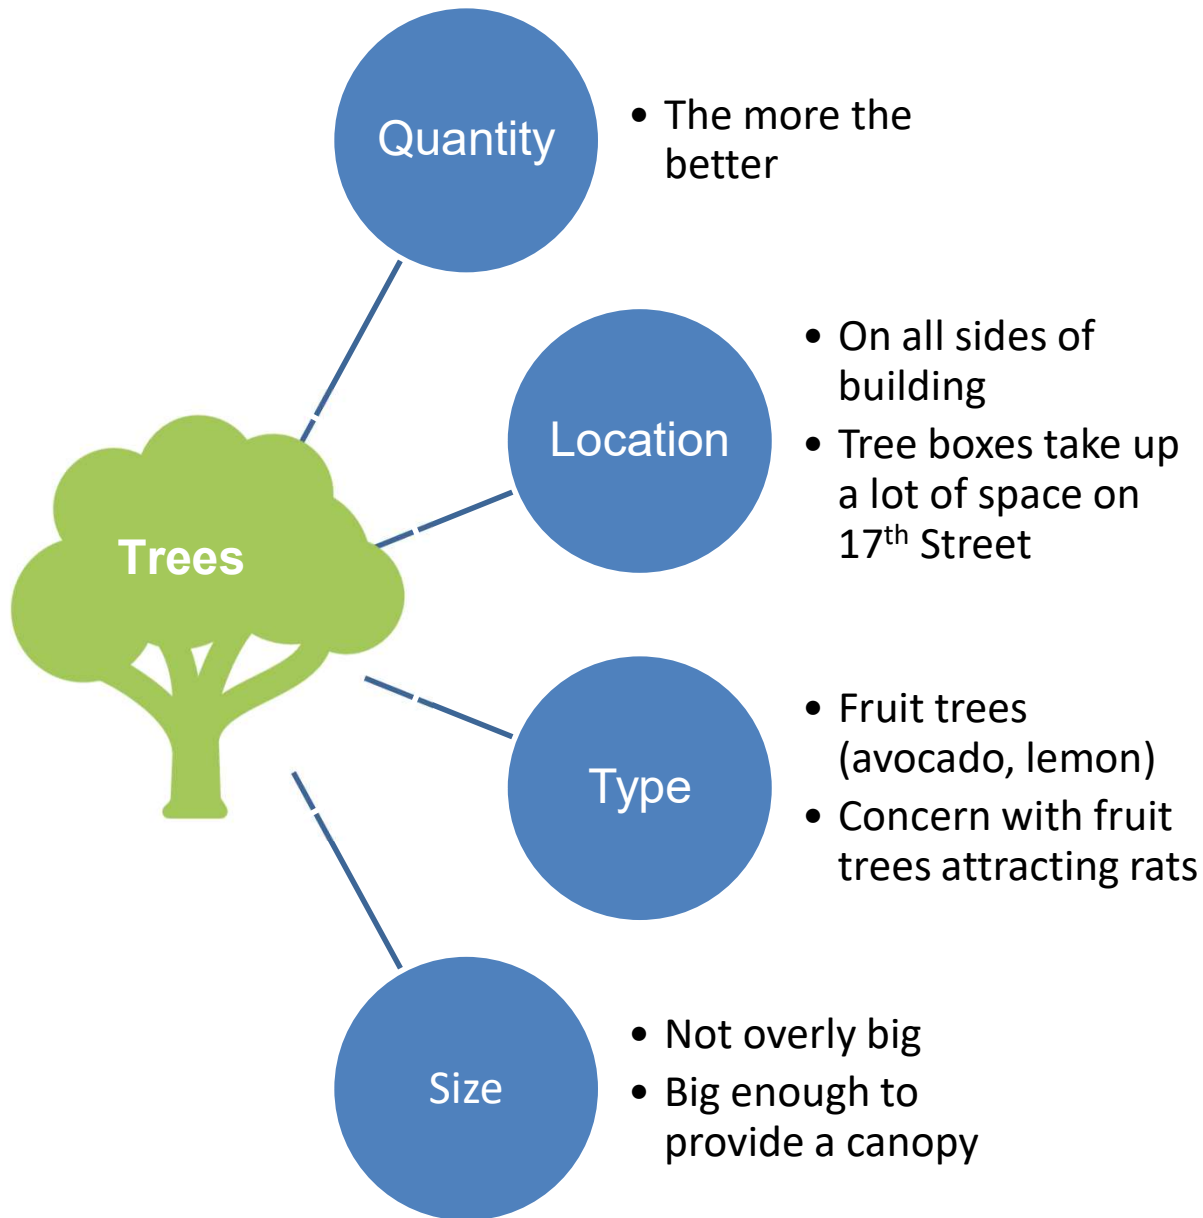 Quantity
• The more the
better
Location
• On all sides of
building
• Tree boxes take up
a lot of space on
17th Street
Trees
Type
• Fruit trees
(avocado, lemon)
• Concern with fruit
trees attracting rats
Size
• Not overly big
• Big enough to
provide a canopy